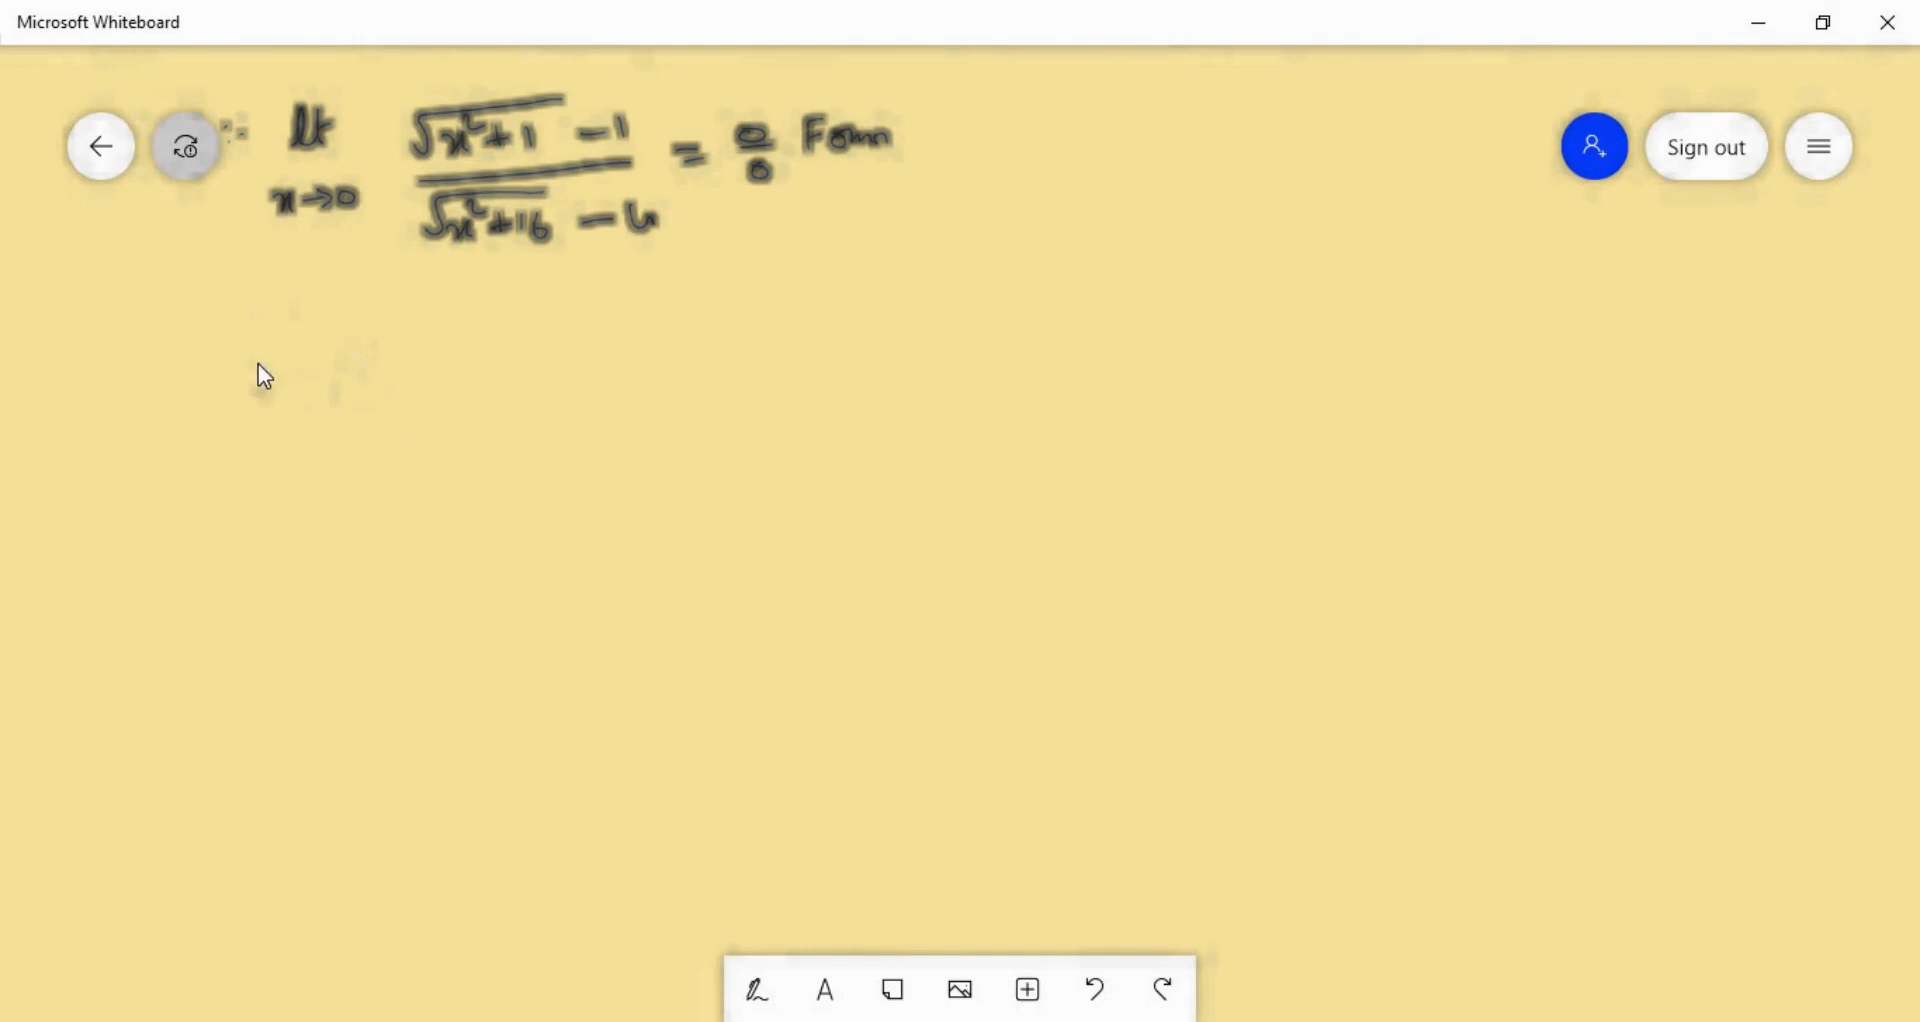 Microsoft Whiteboard
lt x→0 (√(x²+1) − 1) / (√(x²+16) − 4) = 0/0 Form
Sign out